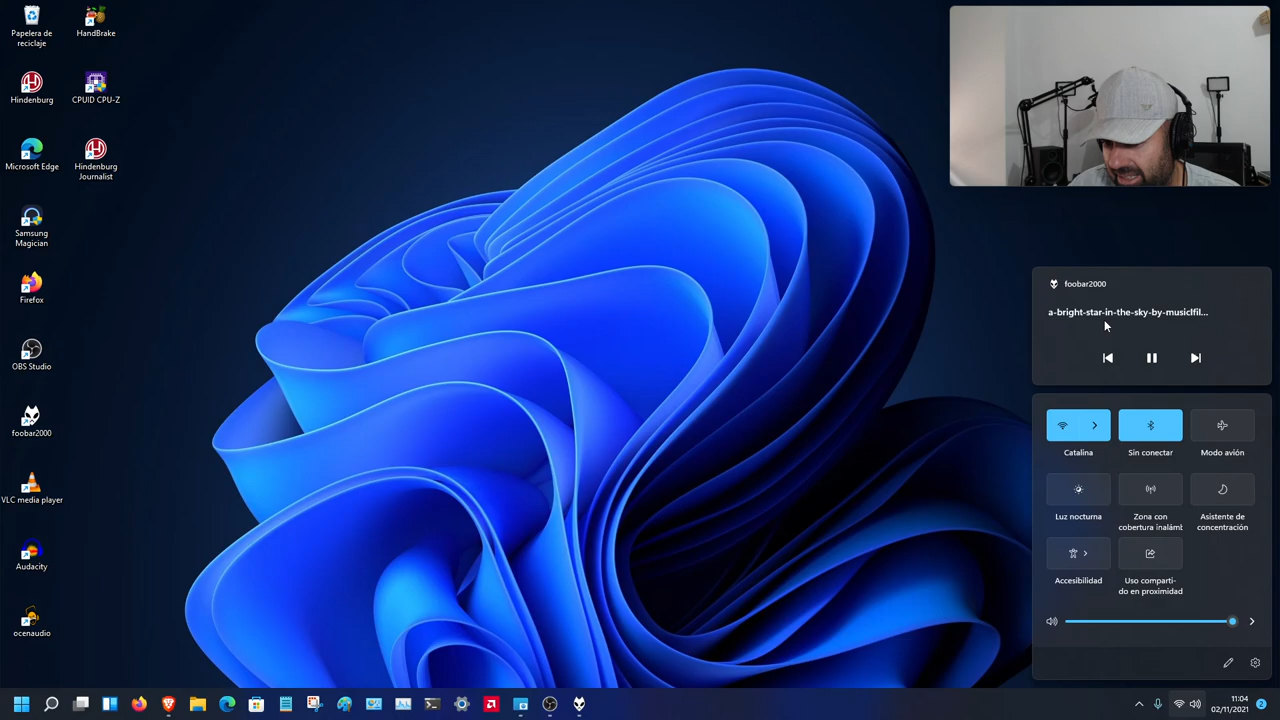 Papelera de
reciclaje
HandBrake
Hindenburg
CPUID CPU-Z
Microsoft Edge
Hindenburg
Journalist
Samsung
Magician
Firefox
OBS Studio
foobar2000
VLC media player
Audacity
ocenaudio
foobar2000
a-bright-star-in-the-sky-by-musiclfil...
Catalina
Sin conectar
Modo avión
Luz nocturna
Zona con
cobertura inalámt
Asistente de
concentración
Accesibilidad
Uso comparti-
do en proximidad
11:04
02/11/2021
2